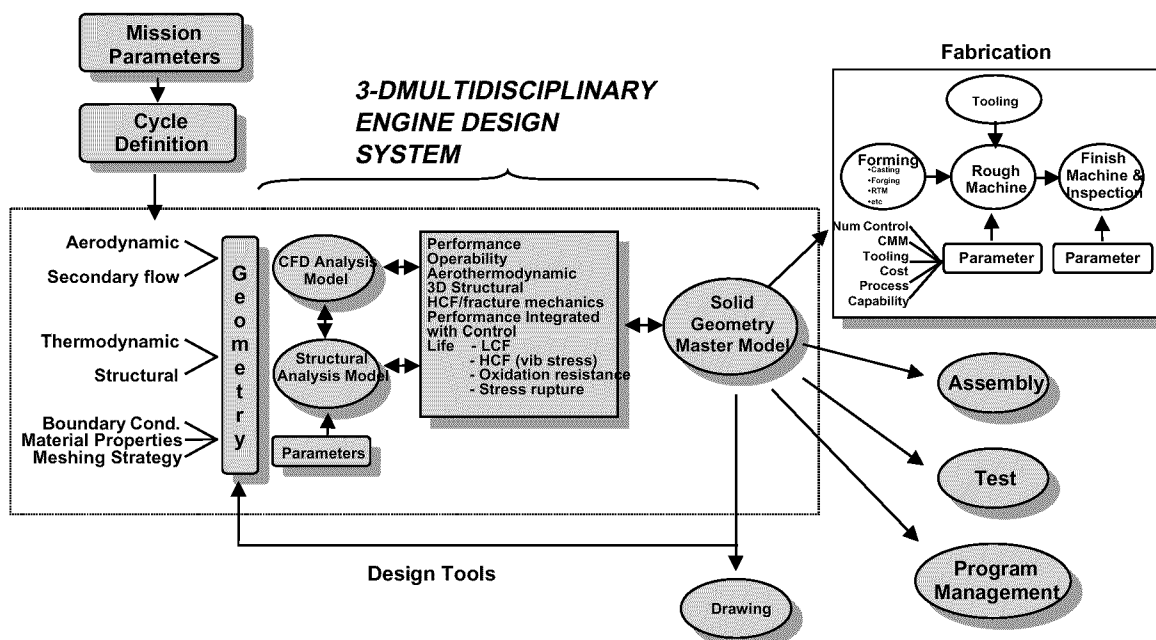 Mission
Parameters
Cycle
Definition
3-DMULTIDISCIPLINARY
ENGINE DESIGN
SYSTEM
Aerodynamic
Secondary flow
Thermodynamic
Structural
Boundary Cond.
Material Properties
Meshing Strategy
G
e
o
m
e
t
r
y
CFD Analysis
Model
Structural
Analysis Model
Parameters
Performance
Operability
Aerothermodynamic
3D Structural
HCF/fracture mechanics
Performance Integrated
with Control
Life - LCF
- HCF (vib stress)
- Oxidation resistance
- Stress rupture
Solid
Geometry
Master Model
Design Tools
Drawing
Fabrication
Tooling
Forming
•Casting
•Forging
•RTM
•etc
Rough
Machine
Finish
Machine &
Inspection
Num Control
CMM
Tooling
Cost
Process
Capability
Parameter
Parameter
Assembly
Test
Program
Management